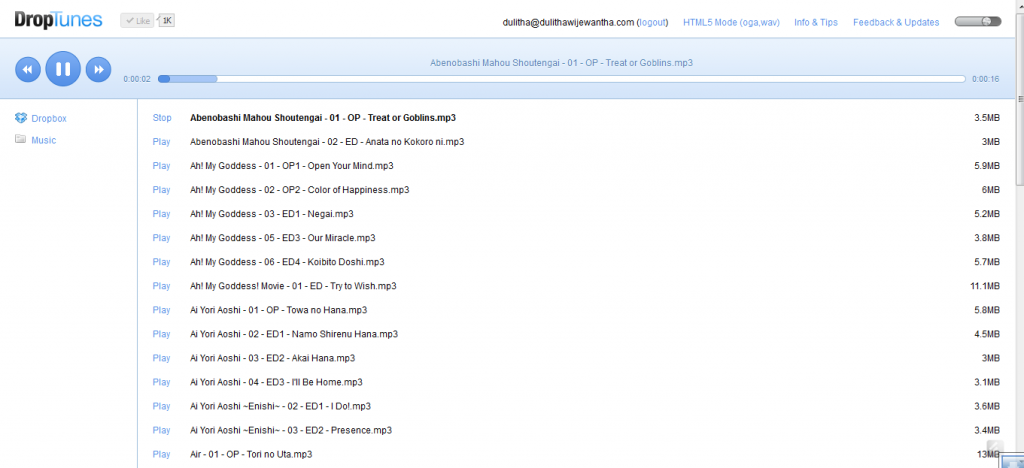 DropTunes Like 1K dulitha@dulithawijewantha.com (logout) HTML5 Mode (oga,wav) Info & Tips Feedback & Updates
Abenobashi Mahou Shoutengai - 01 - OP - Treat or Goblins.mp3
0:00:02 0:00:16
Dropbox
Music
Stop Abenobashi Mahou Shoutengai - 01 - OP - Treat or Goblins.mp3 3.5MB
Play Abenobashi Mahou Shoutengai - 02 - ED - Anata no Kokoro ni.mp3 3MB
Play Ah! My Goddess - 01 - OP1 - Open Your Mind.mp3 5.9MB
Play Ah! My Goddess - 02 - OP2 - Color of Happiness.mp3 6MB
Play Ah! My Goddess - 03 - ED1 - Negai.mp3 5.2MB
Play Ah! My Goddess - 05 - ED3 - Our Miracle.mp3 3.8MB
Play Ah! My Goddess - 06 - ED4 - Koibito Doshi.mp3 5.7MB
Play Ah! My Goddess! Movie - 01 - ED - Try to Wish.mp3 11.1MB
Play Ai Yori Aoshi - 01 - OP - Towa no Hana.mp3 5.8MB
Play Ai Yori Aoshi - 02 - ED1 - Namo Shirenu Hana.mp3 4.5MB
Play Ai Yori Aoshi - 03 - ED2 - Akai Hana.mp3 3MB
Play Ai Yori Aoshi - 04 - ED3 - I'll Be Home.mp3 3.1MB
Play Ai Yori Aoshi ~Enishi~ - 02 - ED1 - I Do!.mp3 3.6MB
Play Ai Yori Aoshi ~Enishi~ - 03 - ED2 - Presence.mp3 3.4MB
Play Air - 01 - OP - Tori no Uta.mp3 13MB